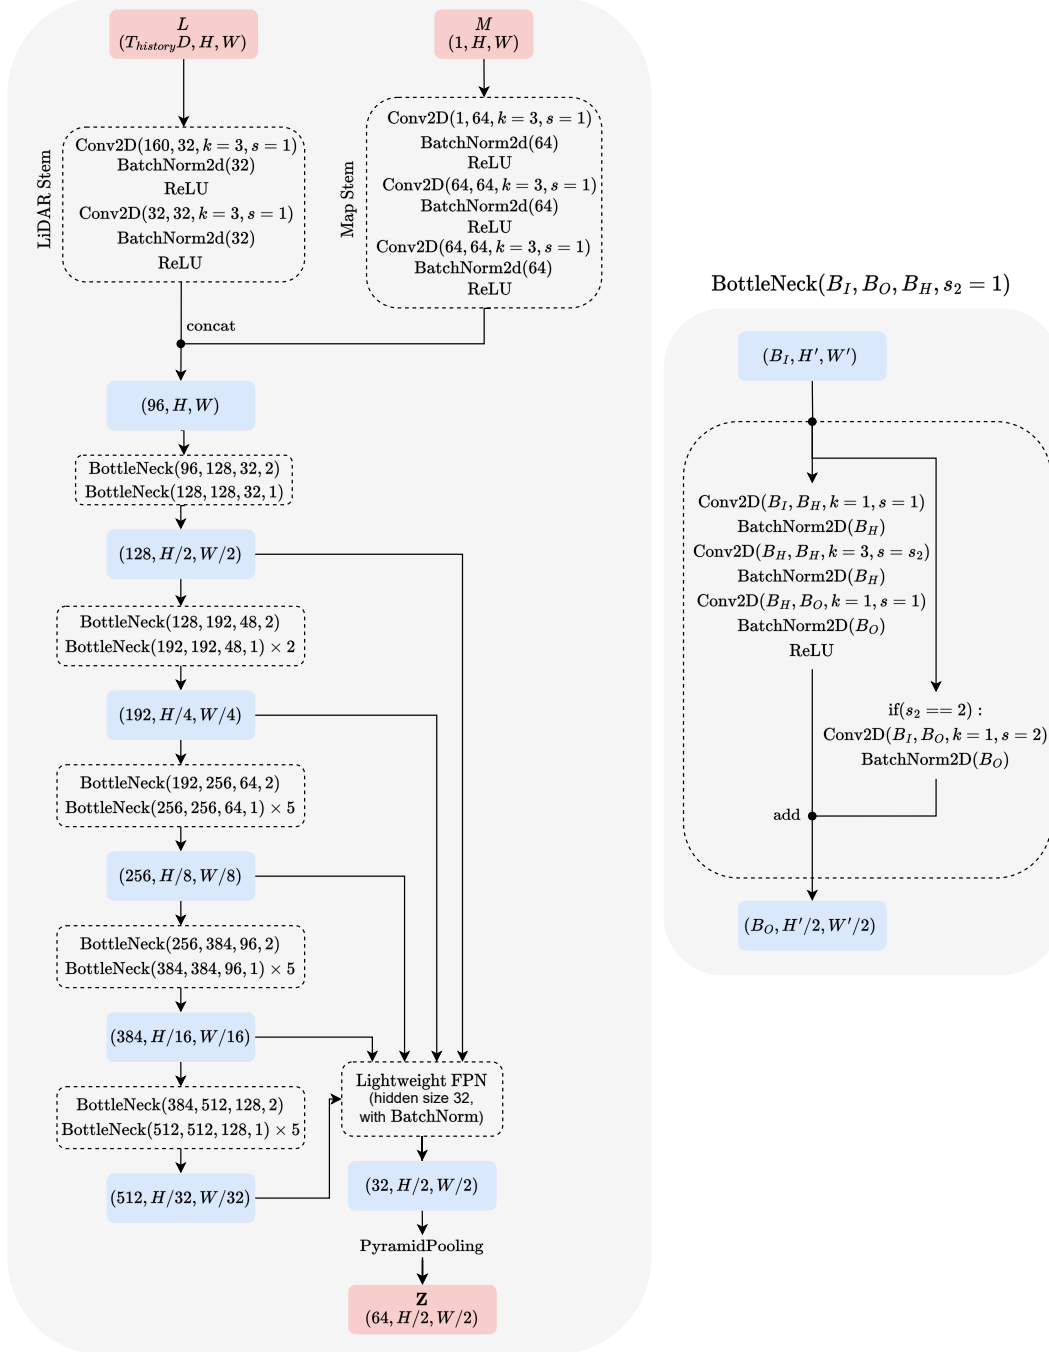 L
(T_{history}D, H, W)
M
(1, H, W)
LiDAR Stem
Conv2D(160, 32, k = 3, s = 1)
BatchNorm2d(32)
ReLU
Conv2D(32, 32, k = 3, s = 1)
BatchNorm2d(32)
ReLU
Map Stem
Conv2D(1, 64, k = 3, s = 1)
BatchNorm2d(64)
ReLU
Conv2D(64, 64, k = 3, s = 1)
BatchNorm2d(64)
ReLU
Conv2D(64, 64, k = 3, s = 1)
BatchNorm2d(64)
ReLU
concat
(96, H, W)
BottleNeck(96, 128, 32, 2)
BottleNeck(128, 128, 32, 1)
(128, H/2, W/2)
BottleNeck(128, 192, 48, 2)
BottleNeck(192, 192, 48, 1) × 2
(192, H/4, W/4)
BottleNeck(192, 256, 64, 2)
BottleNeck(256, 256, 64, 1) × 5
(256, H/8, W/8)
BottleNeck(256, 384, 96, 2)
BottleNeck(384, 384, 96, 1) × 5
(384, H/16, W/16)
BottleNeck(384, 512, 128, 2)
BottleNeck(512, 512, 128, 1) × 5
(512, H/32, W/32)
Lightweight FPN
(hidden size 32,
with BatchNorm)
(32, H/2, W/2)
PyramidPooling
Z
(64, H/2, W/2)
BottleNeck(B_I, B_O, B_H, s_2 = 1)
(B_I, H′, W′)
Conv2D(B_I, B_H, k = 1, s = 1)
BatchNorm2D(B_H)
Conv2D(B_H, B_H, k = 3, s = s_2)
BatchNorm2D(B_H)
Conv2D(B_H, B_O, k = 1, s = 1)
BatchNorm2D(B_O)
ReLU
if(s_2 == 2) :
Conv2D(B_I, B_O, k = 1, s = 2)
BatchNorm2D(B_O)
add
(B_O, H′/2, W′/2)